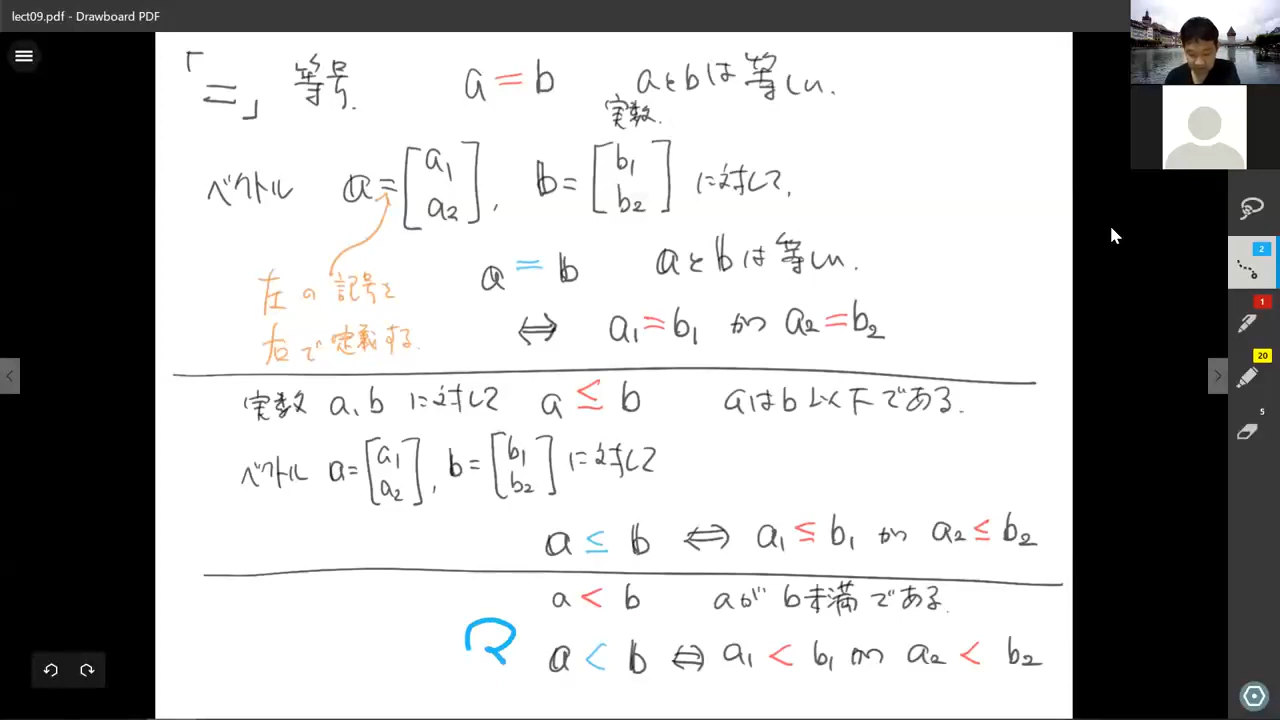 lect09.pdf - Drawboard PDF
「=」 等号. a = b aとbは等しい.
実数.
ベクトル a = [a1 a2], b = [b1 b2] に対して,
a = b aとbは等しい.
左の記号を
右で定義する.
⇔ a1 = b1 かつ a2 = b2
実数 a, b に対して a ≤ b aはb以下である.
ベクトル a = [a1 a2], b = [b1 b2] に対して
a ≤ b ⇔ a1 ≤ b1 かつ a2 ≤ b2
a < b aがb未満である.
a < b ⇔ a1 < b1 かつ a2 < b2
2
1
20
5